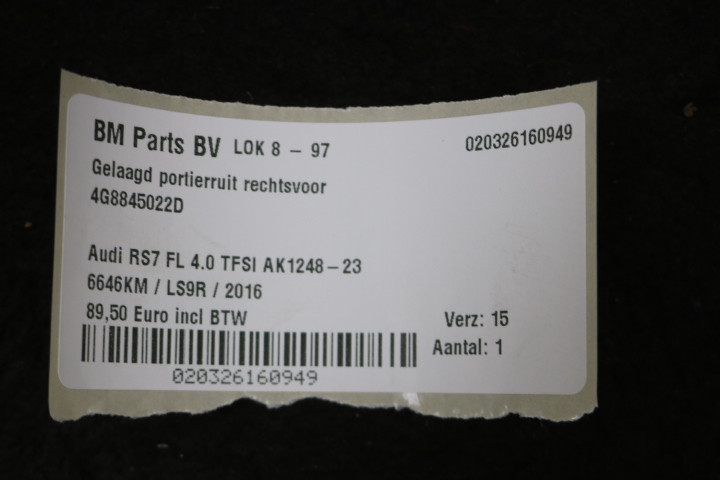 BM Parts BV LOK 8 - 97 020326160949
Gelaagd portierruit rechtsvoor
4G8845022D
Audi RS7 FL 4.0 TFSI AK1248-23
6646KM / LS9R / 2016
89,50 Euro incl BTW
Verz: 15
Aantal: 1
020326160949